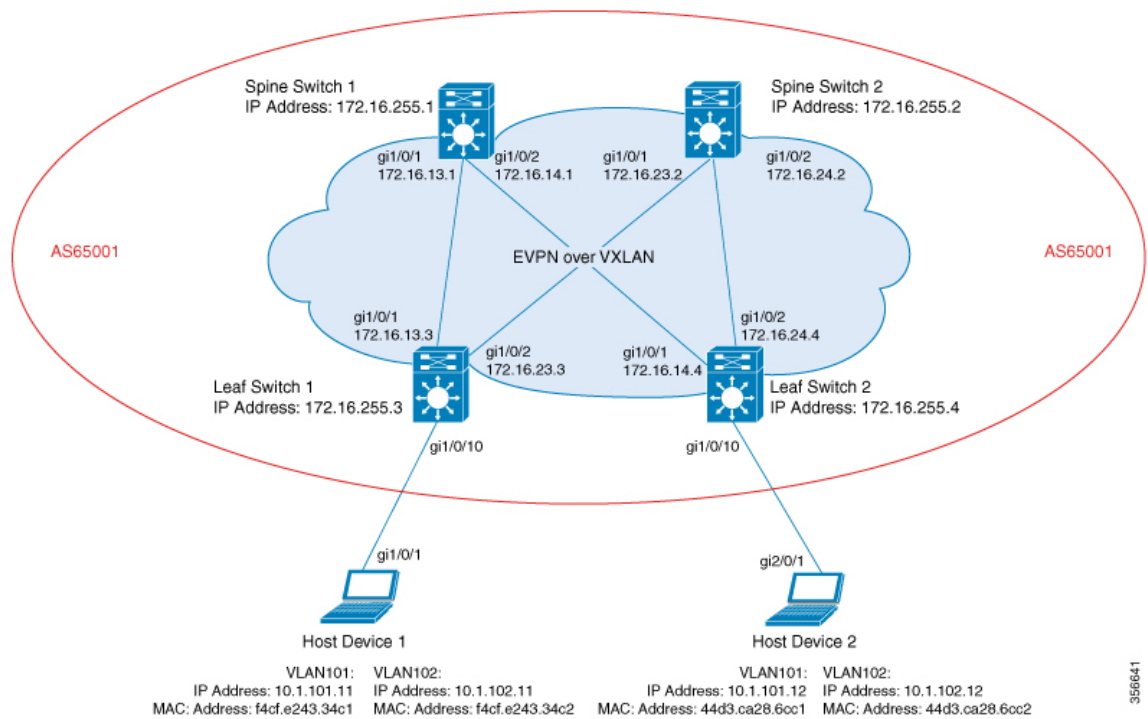 Spine Switch 1
IP Address: 172.16.255.1
Spine Switch 2
IP Address: 172.16.255.2
gi1/0/1
172.16.13.1
gi1/0/2
172.16.14.1
gi1/0/1
172.16.23.2
gi1/0/2
172.16.24.2
AS65001
EVPN over VXLAN
AS65001
gi1/0/1
172.16.13.3
gi1/0/2
172.16.23.3
gi1/0/1
172.16.14.4
gi1/0/2
172.16.24.4
Leaf Switch 1
IP Address: 172.16.255.3
Leaf Switch 2
IP Address: 172.16.255.4
gi1/0/10
gi1/0/10
gi1/0/1
gi2/0/1
Host Device 1
Host Device 2
VLAN101:
IP Address: 10.1.101.11
MAC: Address: f4cf.e243.34c1
VLAN102:
IP Address: 10.1.102.11
MAC: Address: f4cf.e243.34c2
VLAN101:
IP Address: 10.1.101.12
MAC: Address: 44d3.ca28.6cc1
VLAN102:
IP Address: 10.1.102.12
MAC: Address: 44d3.ca28.6cc2
356641